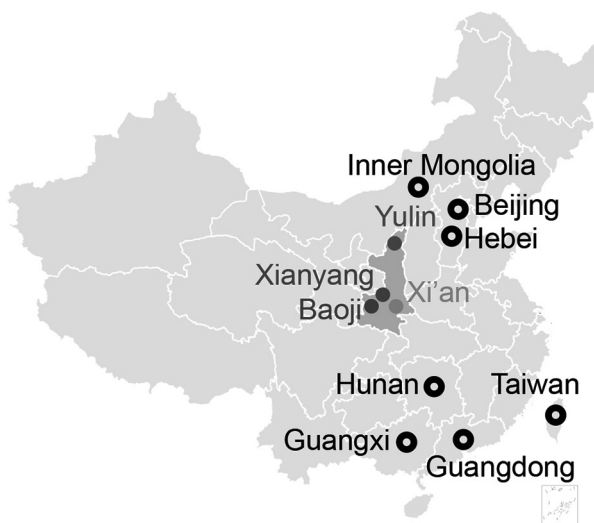 Inner Mongolia
Beijing
Yulin
Hebei
Xianyang
Xi'an
Baoji
Hunan
Taiwan
Guangxi
Guangdong